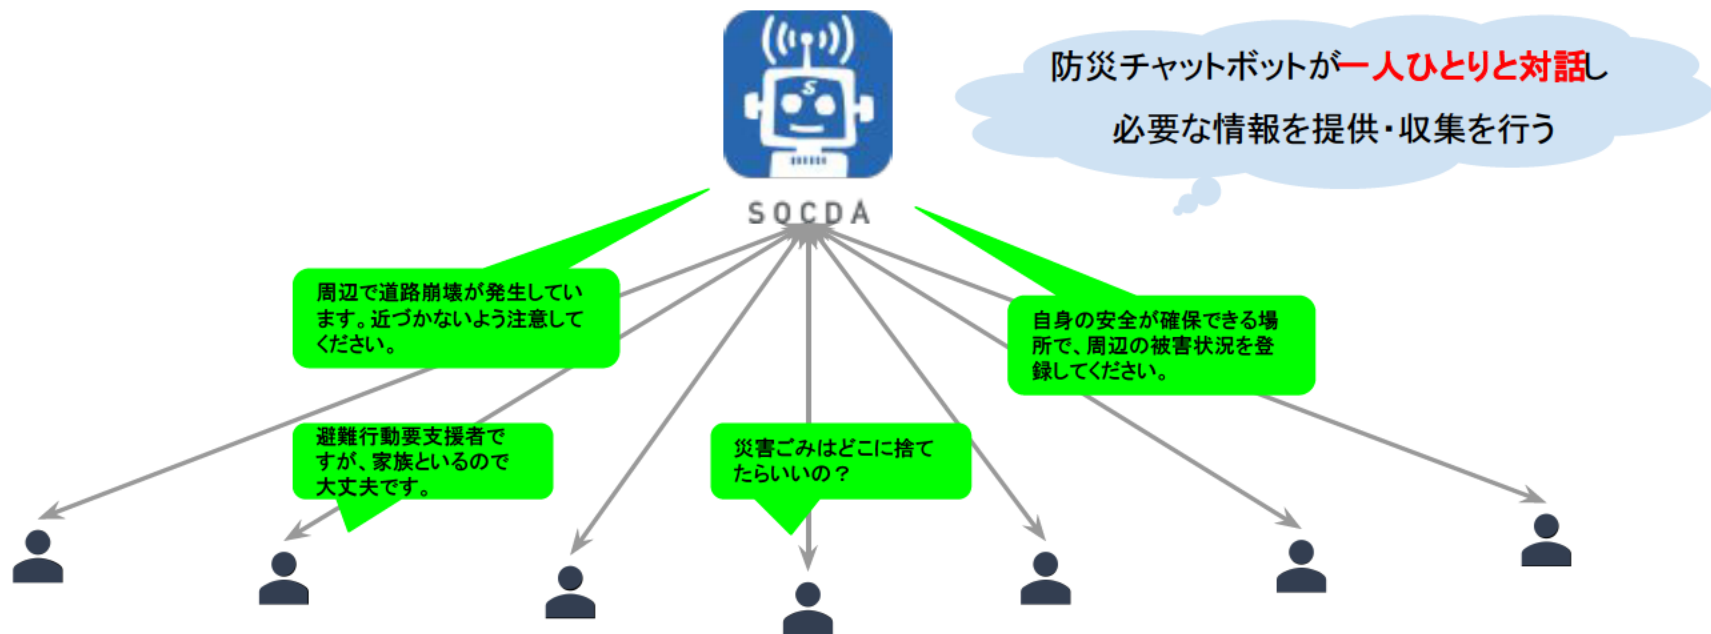 防災チャットボットが一人ひとりと対話し
必要な情報を提供・収集を行う
S
SOCDA
周辺で道路崩壊が発生してい
ます。近づかないよう注意して
ください。
自身の安全が確保できる場
所で、周辺の被害状況を登
録してください。
避難行動要支援者で
すが、家族といるので
大丈夫です。
災害ごみはどこに捨て
たらいいの？